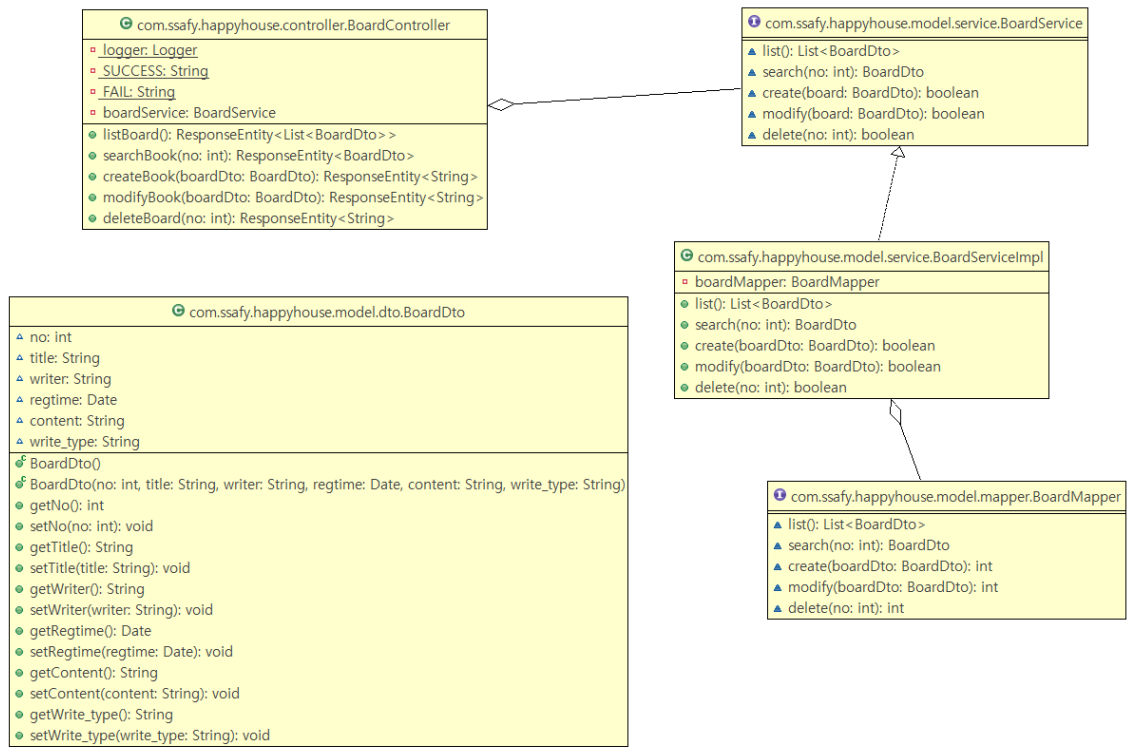 com.ssafy.happyhouse.controller.BoardController
logger: Logger
SUCCESS: String
FAIL: String
boardService: BoardService
listBoard(): ResponseEntity<List<BoardDto>>
searchBook(no: int): ResponseEntity<BoardDto>
createBook(boardDto: BoardDto): ResponseEntity<String>
modifyBook(boardDto: BoardDto): ResponseEntity<String>
deleteBoard(no: int): ResponseEntity<String>
com.ssafy.happyhouse.model.service.BoardService
list(): List<BoardDto>
search(no: int): BoardDto
create(board: BoardDto): boolean
modify(board: BoardDto): boolean
delete(no: int): boolean
com.ssafy.happyhouse.model.service.BoardServiceImpl
boardMapper: BoardMapper
list(): List<BoardDto>
search(no: int): BoardDto
create(boardDto: BoardDto): boolean
modify(boardDto: BoardDto): boolean
delete(no: int): boolean
com.ssafy.happyhouse.model.dto.BoardDto
no: int
title: String
writer: String
regtime: Date
content: String
write_type: String
BoardDto()
BoardDto(no: int, title: String, writer: String, regtime: Date, content: String, write_type: String)
getNo(): int
setNo(no: int): void
getTitle(): String
setTitle(title: String): void
getWriter(): String
setWriter(writer: String): void
getRegtime(): Date
setRegtime(regtime: Date): void
getContent(): String
setContent(content: String): void
getWrite_type(): String
setWrite_type(write_type: String): void
com.ssafy.happyhouse.model.mapper.BoardMapper
list(): List<BoardDto>
search(no: int): BoardDto
create(boardDto: BoardDto): int
modify(boardDto: BoardDto): int
delete(no: int): int